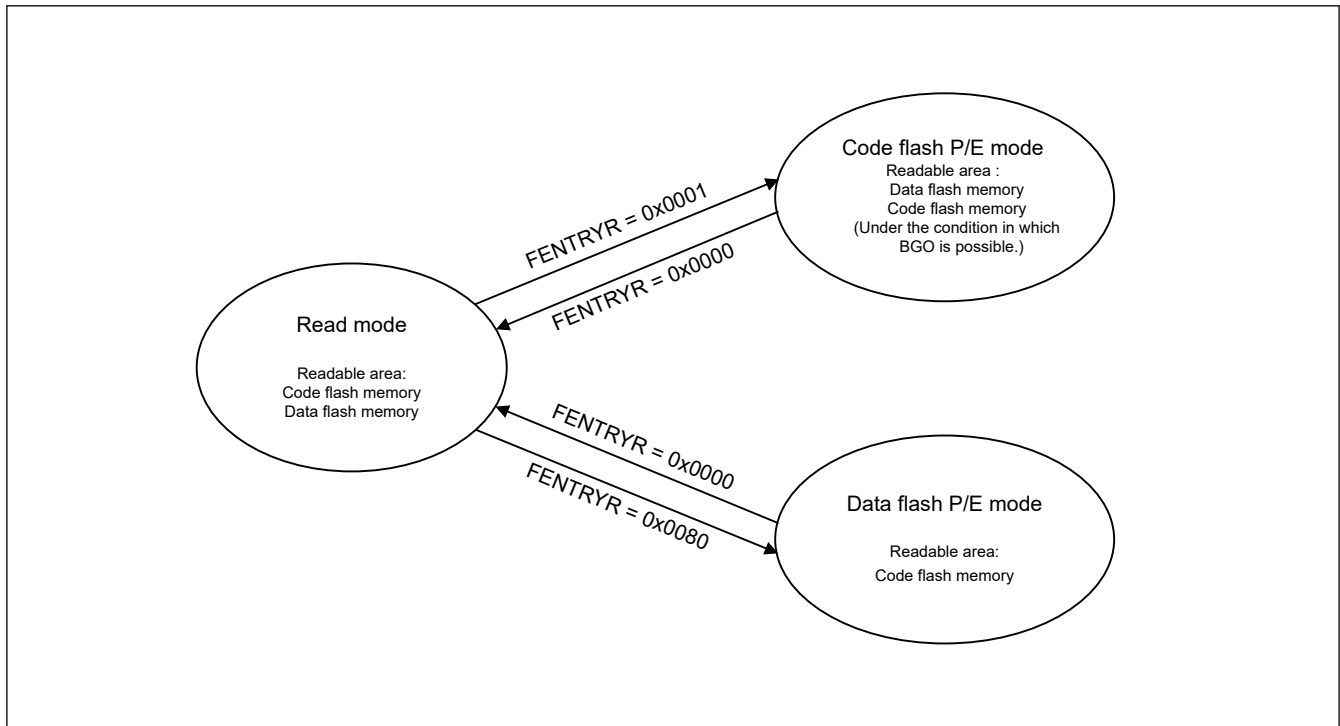 Code flash P/E mode
Readable area :
Data flash memory
Code flash memory
(Under the condition in which
BGO is possible.)
FENTRYR = 0x0001
FENTRYR = 0x0000
Read mode
Readable area:
Code flash memory
Data flash memory
FENTRYR = 0x0000
FENTRYR = 0x0080
Data flash P/E mode
Readable area:
Code flash memory